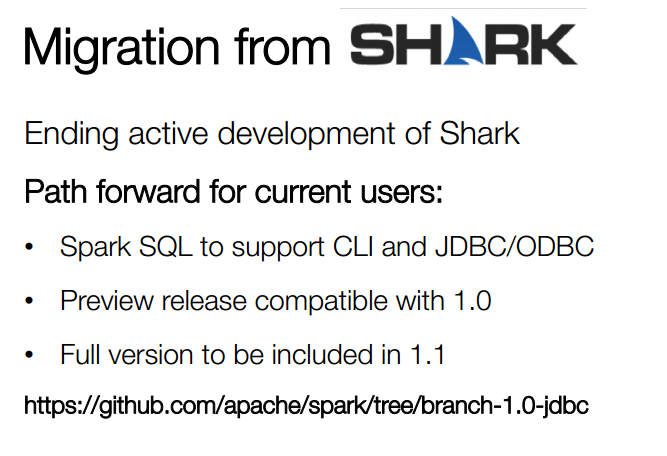 Migration from SHARK
Ending active development of Shark
Path forward for current users:
• Spark SQL to support CLI and JDBC/ODBC
• Preview release compatible with 1.0
• Full version to be included in 1.1
https://github.com/apache/spark/tree/branch-1.0-jdbc